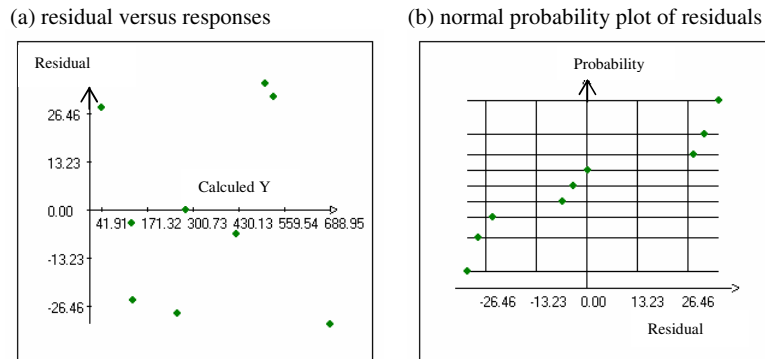 (a) residual versus responses
Residual
26.46
13.23
Calculed Y
0.00
41.91 171.32 300.73 430.13 559.54 688.95
-13.23
-26.46
(b) normal probability plot of residuals
Probability
-26.46 -13.23 0.00 13.23 26.46
Residual